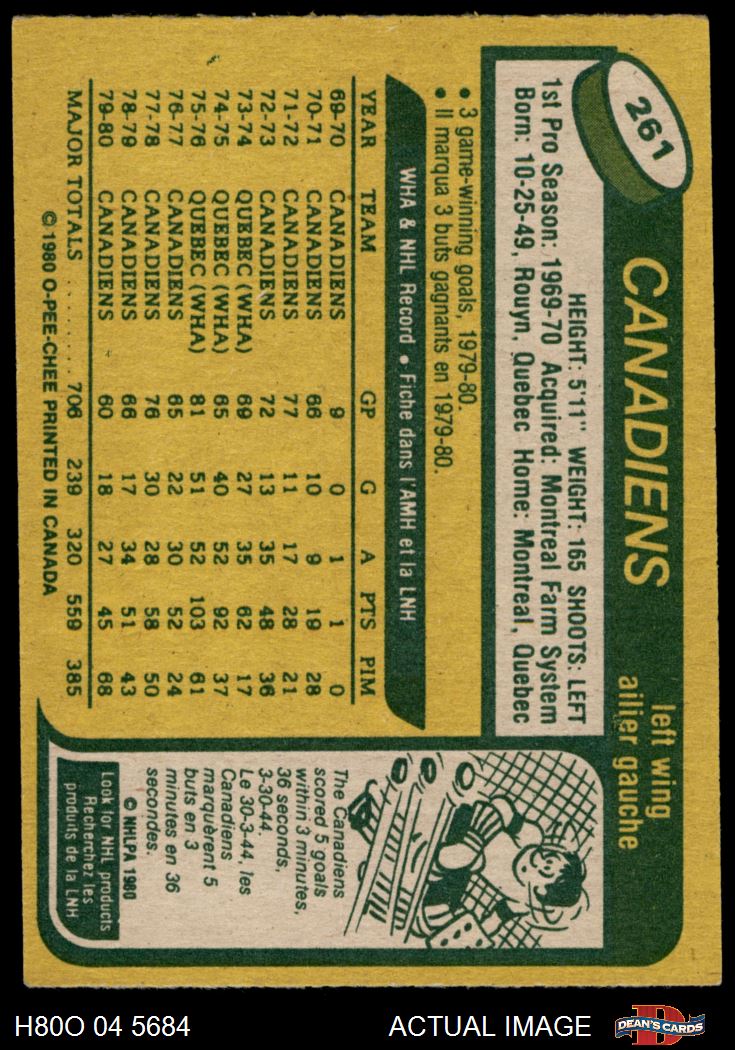 261
CANADIENS
left wing
ailier gauche
HEIGHT: 5'11" WEIGHT: 165 SHOOTS: LEFT
1st Pro Season: 1969-70 Acquired: Montreal Farm System
Born: 10-25-49, Rouyn, Quebec Home: Montreal, Quebec
• 3 game-winning goals, 1979-80.
• Il marqua 3 buts gagnants en 1979-80.
WHA & NHL Record • Fiche dans l'AMH et la LNH
YEAR TEAM GP G A PTS PIM
69-70 CANADIENS 9 0 1 1 0
70-71 CANADIENS 66 10 9 19 28
71-72 CANADIENS 77 11 17 28 21
72-73 CANADIENS 72 13 35 48 36
73-74 QUEBEC (WHA) 69 27 35 62 17
74-75 QUEBEC (WHA) 65 40 52 92 37
75-76 QUEBEC (WHA) 81 51 52 103 61
76-77 CANADIENS 65 22 30 52 24
77-78 CANADIENS 76 30 28 58 50
78-79 CANADIENS 66 17 34 51 43
79-80 CANADIENS 60 18 27 45 68
MAJOR TOTALS ........ 706 239 320 559 385
© 1980 O-PEE-CHEE PRINTED IN CANADA
The Canadiens
scored 5 goals
within 3 minutes,
36 seconds,
3-30-44.
Le 30-3-44, les
Canadiens
marquèrent 5
buts en 3
minutes en 36
secondes.
© NHLPA 1980
Look for NHL products
Recherchez les
produits de la LNH
H80O 04 5684
ACTUAL IMAGE
D
DEAN'S CARDS